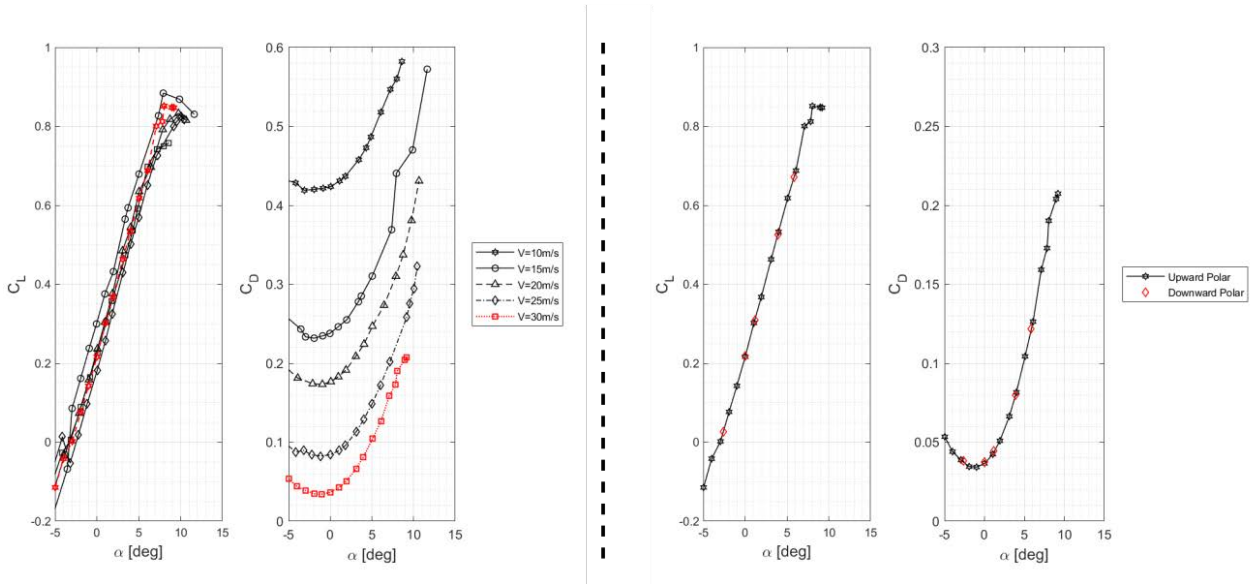 1
0.8
0.6
0.4
0.2
0
-0.2
C_L
-5 0 5 10 15
α [deg]
0.6
0.5
0.4
0.3
0.2
0.1
0
C_D
-5 0 5 10 15
α [deg]
V=10m/s
V=15m/s
V=20m/s
V=25m/s
V=30m/s
1
0.8
0.6
0.4
0.2
0
-0.2
C_L
-5 0 5 10 15
α [deg]
0.3
0.25
0.2
0.15
0.1
0.05
0
C_D
-5 0 5 10 15
α [deg]
Upward Polar
Downward Polar